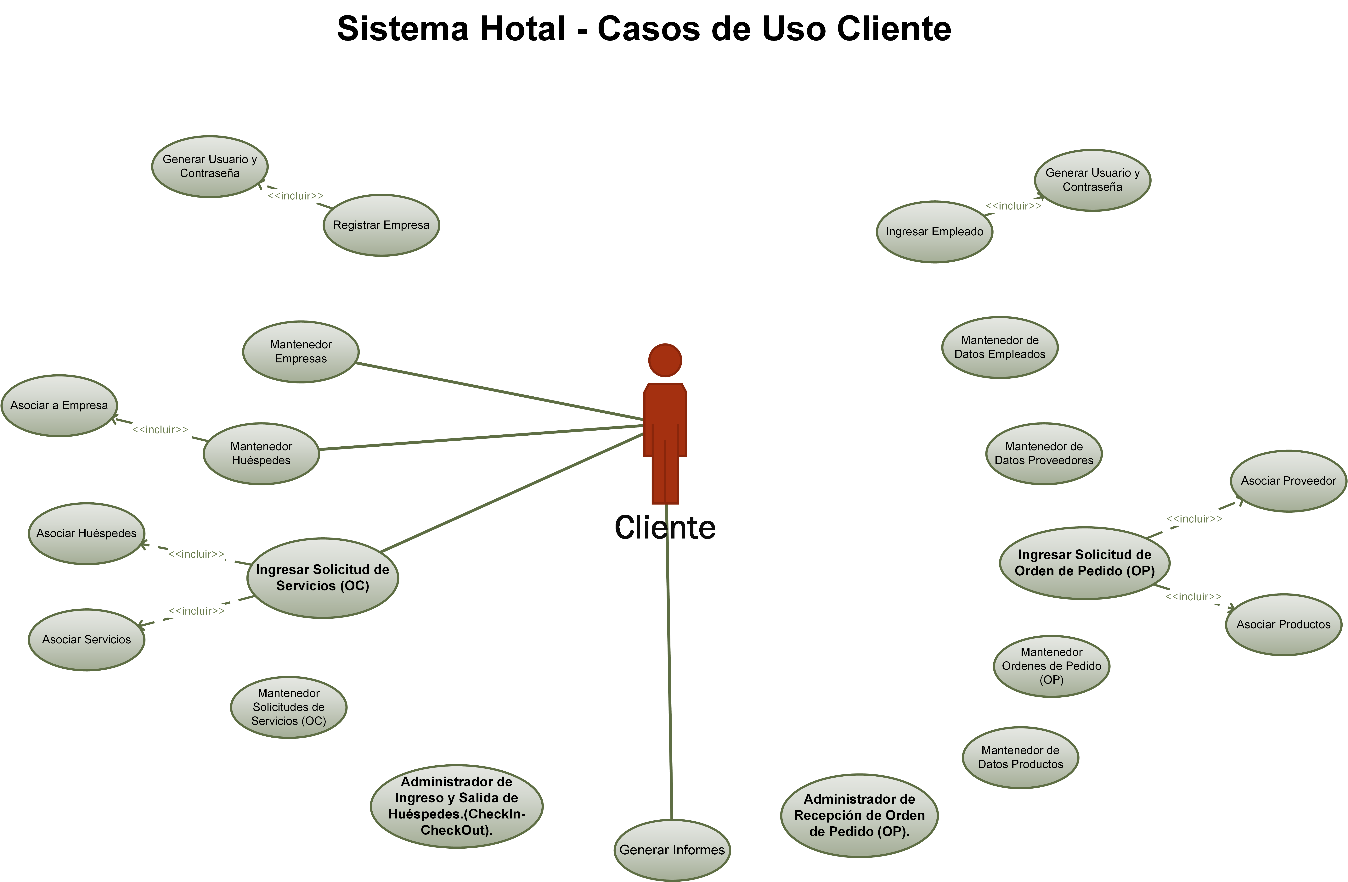 Sistema Hotal - Casos de Uso Cliente
Generar Usuario y
Contraseña
<<incluir>>
Registrar Empresa
Generar Usuario y
Contraseña
<<incluir>>
Ingresar Empleado
Mantenedor
Empresas
Mantenedor de
Datos Empleados
Asociar a Empresa
<<incluir>>
Mantenedor
Huéspedes
Mantenedor de
Datos Proveedores
Asociar Proveedor
<<incluir>>
Asociar Huéspedes
<<incluir>>
Cliente
Ingresar Solicitud de
Servicios (OC)
Ingresar Solicitud de
Orden de Pedido (OP)
<<incluir>>
Asociar Servicios
<<incluir>>
Asociar Productos
Mantenedor
Ordenes de Pedido
(OP)
Mantenedor
Solicitudes de
Servicios (OC)
Mantenedor de
Datos Productos
Administrador de
Ingreso y Salida de
Huéspedes.(CheckIn-
CheckOut).
Generar Informes
Administrador de
Recepción de Orden
de Pedido (OP).